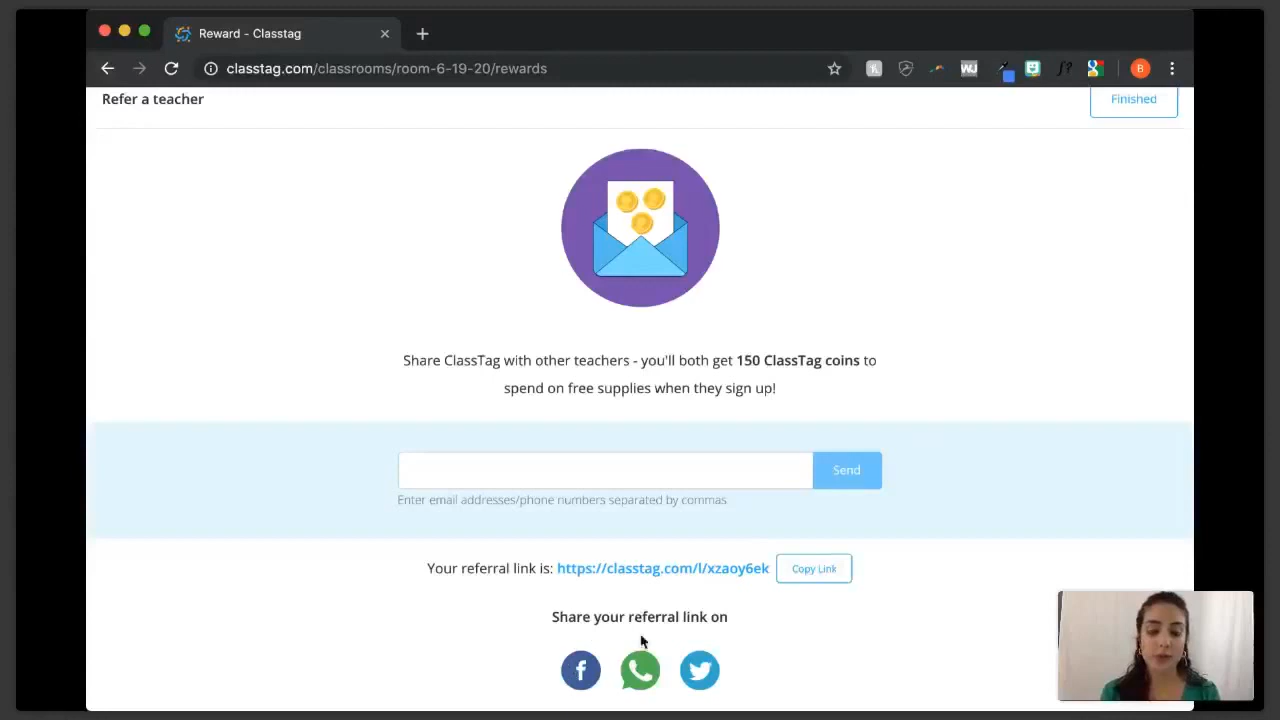 Reward - Classtag
classtag.com/classrooms/room-6-19-20/rewards
WJ
f?
B
Refer a teacher
Finished
Share ClassTag with other teachers - you'll both get 150 ClassTag coins to
spend on free supplies when they sign up!
Send
Enter email addresses/phone numbers separated by commas
Your referral link is: https://classtag.com/l/xzaoy6ek
Copy Link
Share your referral link on